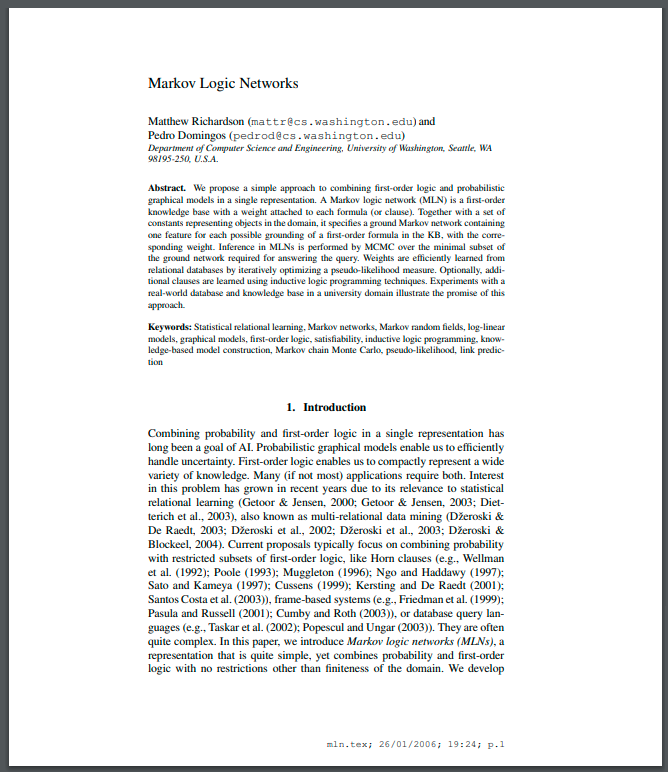 Markov Logic Networks
Matthew Richardson (mattr@cs.washington.edu) and
Pedro Domingos (pedrod@cs.washington.edu)
Department of Computer Science and Engineering, University of Washington, Seattle, WA
98195-250, U.S.A.
Abstract. We propose a simple approach to combining first-order logic and probabilistic
graphical models in a single representation. A Markov logic network (MLN) is a first-order
knowledge base with a weight attached to each formula (or clause). Together with a set of
constants representing objects in the domain, it specifies a ground Markov network containing
one feature for each possible grounding of a first-order formula in the KB, with the corre-
sponding weight. Inference in MLNs is performed by MCMC over the minimal subset of
the ground network required for answering the query. Weights are efficiently learned from
relational databases by iteratively optimizing a pseudo-likelihood measure. Optionally, addi-
tional clauses are learned using inductive logic programming techniques. Experiments with a
real-world database and knowledge base in a university domain illustrate the promise of this
approach.
Keywords: Statistical relational learning, Markov networks, Markov random fields, log-linear
models, graphical models, first-order logic, satisfiability, inductive logic programming, know-
ledge-based model construction, Markov chain Monte Carlo, pseudo-likelihood, link predic-
tion
1. Introduction
Combining probability and first-order logic in a single representation has
long been a goal of AI. Probabilistic graphical models enable us to efficiently
handle uncertainty. First-order logic enables us to compactly represent a wide
variety of knowledge. Many (if not most) applications require both. Interest
in this problem has grown in recent years due to its relevance to statistical
relational learning (Getoor & Jensen, 2000; Getoor & Jensen, 2003; Diet-
terich et al., 2003), also known as multi-relational data mining (Džeroski &
De Raedt, 2003; Džeroski et al., 2002; Džeroski et al., 2003; Džeroski &
Blockeel, 2004). Current proposals typically focus on combining probability
with restricted subsets of first-order logic, like Horn clauses (e.g., Wellman
et al. (1992); Poole (1993); Muggleton (1996); Ngo and Haddawy (1997);
Sato and Kameya (1997); Cussens (1999); Kersting and De Raedt (2001);
Santos Costa et al. (2003)), frame-based systems (e.g., Friedman et al. (1999);
Pasula and Russell (2001); Cumby and Roth (2003)), or database query lan-
guages (e.g., Taskar et al. (2002); Popescul and Ungar (2003)). They are often
quite complex. In this paper, we introduce Markov logic networks (MLNs), a
representation that is quite simple, yet combines probability and first-order
logic with no restrictions other than finiteness of the domain. We develop
mln.tex; 26/01/2006; 19:24; p.1